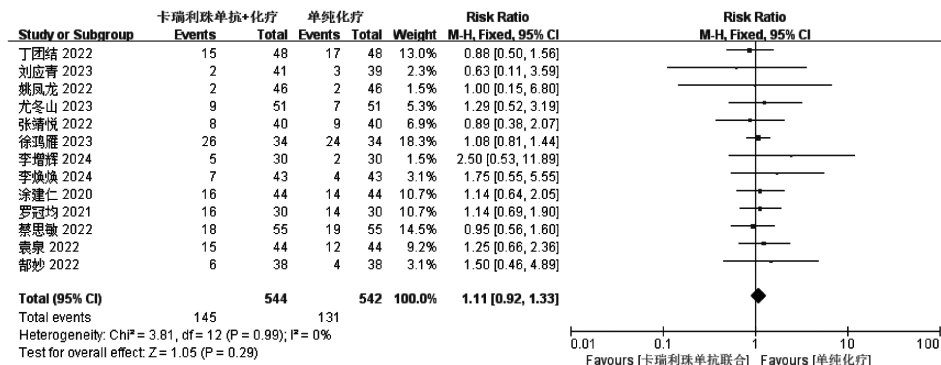 卡瑞利珠单抗+化疗 单纯化疗 Risk Ratio Risk Ratio
Study or Subgroup Events Total Events Total Weight M-H, Fixed, 95% CI M-H, Fixed, 95% CI
丁团结 2022 15 48 17 48 13.0% 0.88 [0.50, 1.56]
刘应青 2023 2 41 3 39 2.3% 0.63 [0.11, 3.59]
姚凤龙 2022 2 46 2 46 1.5% 1.00 [0.15, 6.80]
尤冬山 2023 9 51 7 51 5.3% 1.29 [0.52, 3.19]
张靖悦 2022 8 40 9 40 6.9% 0.89 [0.38, 2.07]
徐鸿雁 2023 26 34 24 34 18.3% 1.08 [0.81, 1.44]
李增辉 2024 5 30 2 30 1.5% 2.50 [0.53, 11.89]
李焕焕 2024 7 43 4 43 3.1% 1.75 [0.55, 5.55]
涂建仁 2020 16 44 14 44 10.7% 1.14 [0.64, 2.05]
罗冠均 2021 16 30 14 30 10.7% 1.14 [0.69, 1.90]
蔡思敏 2022 18 55 19 55 14.5% 0.95 [0.56, 1.60]
袁泉 2022 15 44 12 44 9.2% 1.25 [0.66, 2.36]
郜妙 2022 6 38 4 38 3.1% 1.50 [0.46, 4.89]
Total (95% CI) 544 542 100.0% 1.11 [0.92, 1.33]
Total events 145 131
Heterogeneity: Chi² = 3.81, df = 12 (P = 0.99); I² = 0%
Test for overall effect: Z = 1.05 (P = 0.29)
0.01 0.1 1 10 100
Favours [卡瑞利珠单抗联合] Favours [单纯化疗]